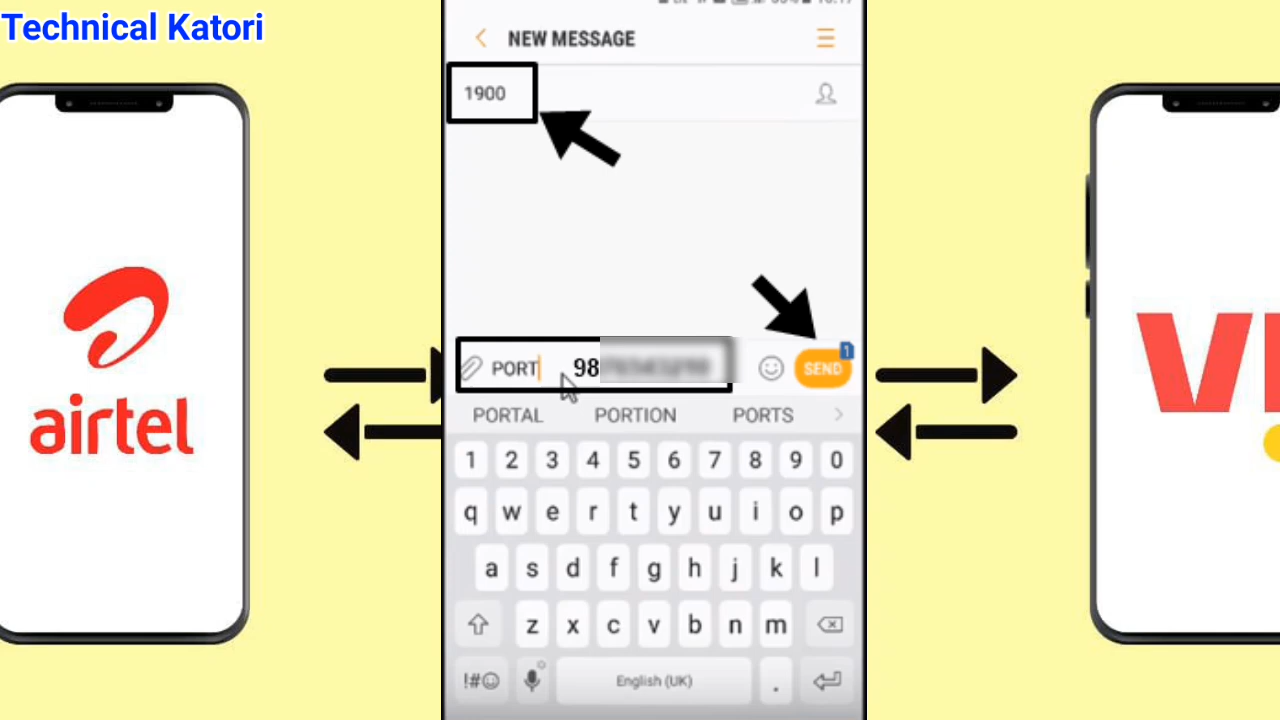 Technical Katori
NEW MESSAGE
1900
PORT 98
1
SEND
PORTAL PORTION PORTS
1 2 3 4 5 6 7 8 9 0
q w e r t y u i o p
a s d f g h j k l
z x c v b n m
!#☺ English (UK) .
airtel